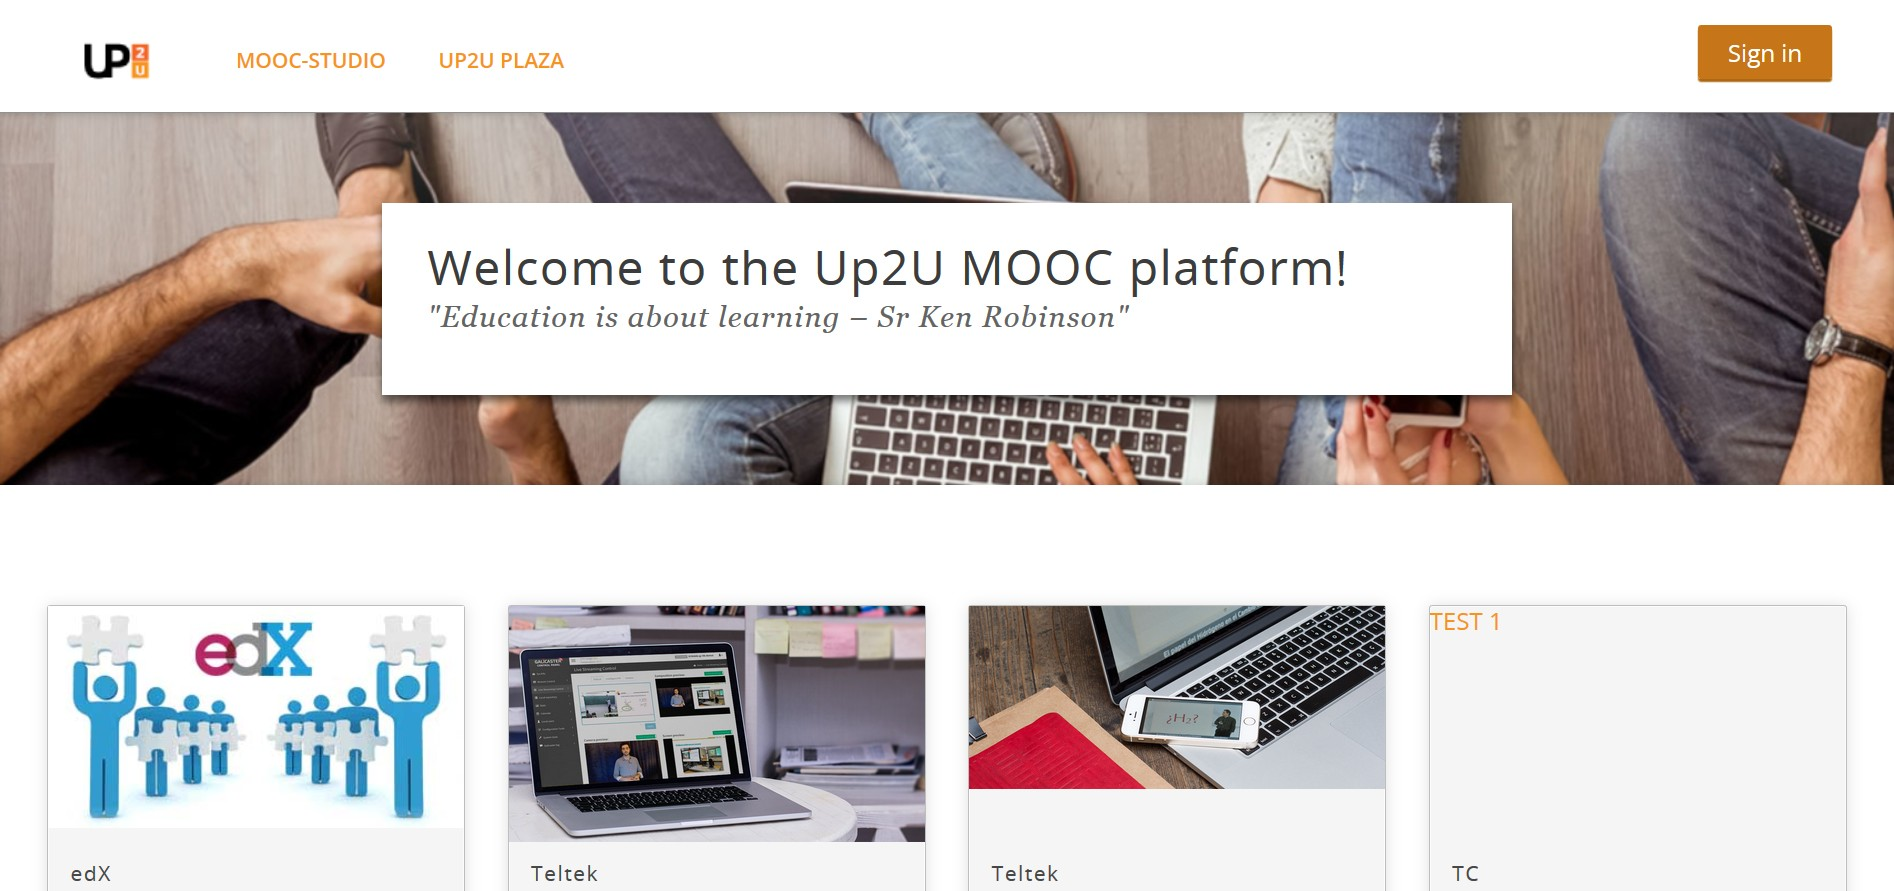 UP2U
MOOC-STUDIO
UP2U PLAZA
Sign in
Welcome to the Up2U MOOC platform!
"Education is about learning – Sr Ken Robinson"
edX
TEST 1
¿H2?
edX
Teltek
Teltek
TC